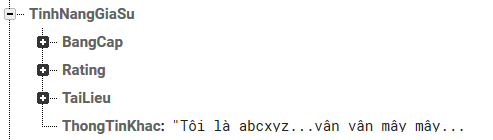 TinhNangGiaSu
BangCap
Rating
TaiLieu
ThongTinKhac: "Tôi là abcxyz...vân vân mây mây...